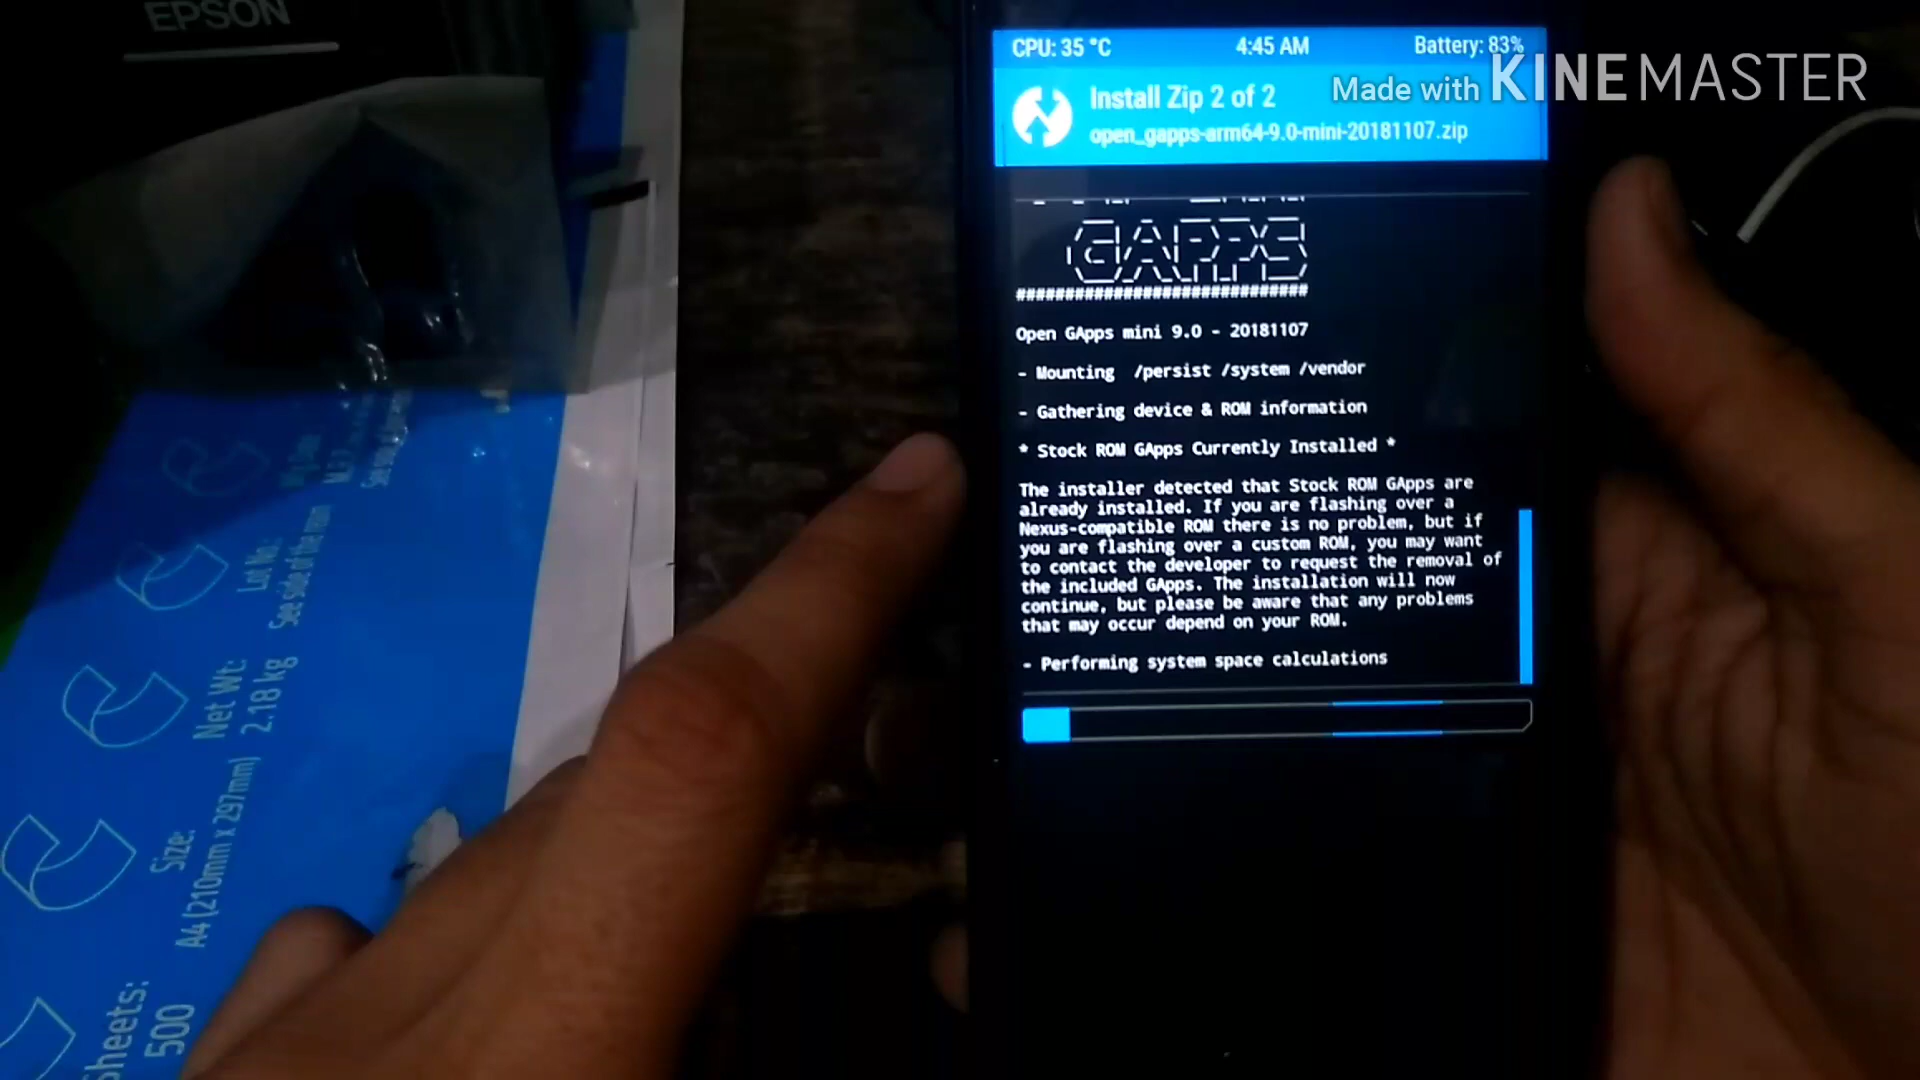 EPSON
CPU: 35 °C 4:45 AM Battery: 83%
Made with KINEMASTER
Install Zip 2 of 2
open_gapps-arm64-9.0-mini-20181107.zip
GAPPS
##############################
Open GApps mini 9.0 - 20181107
- Mounting /persist /system /vendor
- Gathering device & ROM information
* Stock ROM GApps Currently Installed *
The installer detected that Stock ROM GApps are
already installed. If you are flashing over a
Nexus-compatible ROM there is no problem, but if
you are flashing over a custom ROM, you may want
to contact the developer to request the removal of
the included GApps. The installation will now
continue, but please be aware that any problems
that may occur depend on your ROM.
- Performing system space calculations
Lot No.:
See side of the ream
Net Wt:
2.18 kg
Size:
A4 (210mm x 297mm)
Sheets:
500